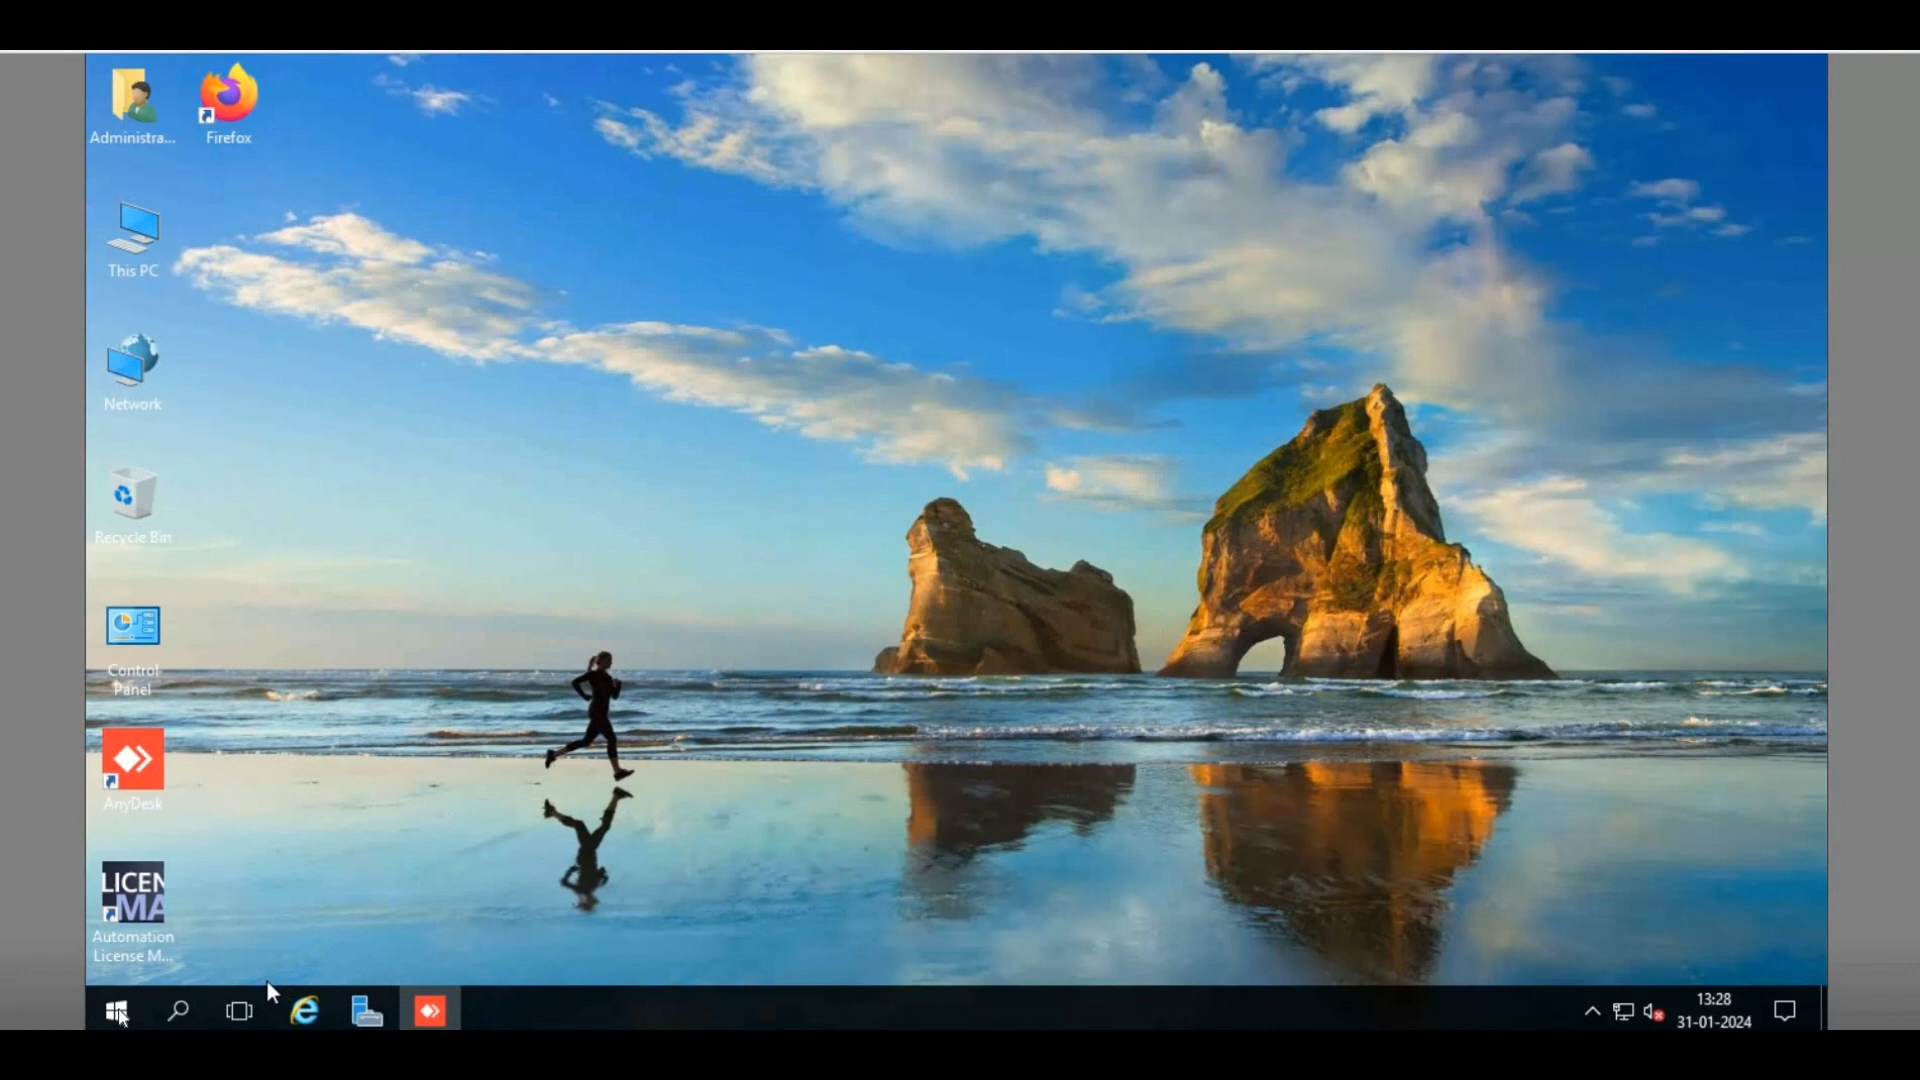 Administra...
Firefox
This PC
Network
Recycle Bin
Control
Panel
AnyDesk
LICEN
MA
Automation
License M...
13:28
31-01-2024